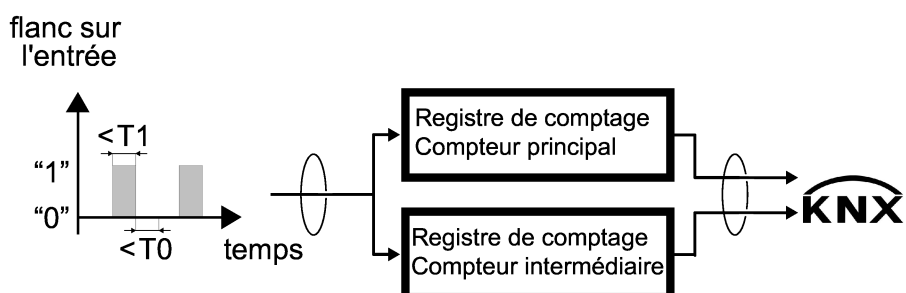 flanc sur
l'entrée
<T1
“1”
“0”
<T0
temps
Registre de comptage
Compteur principal
Registre de comptage
Compteur intermédiaire
KNX